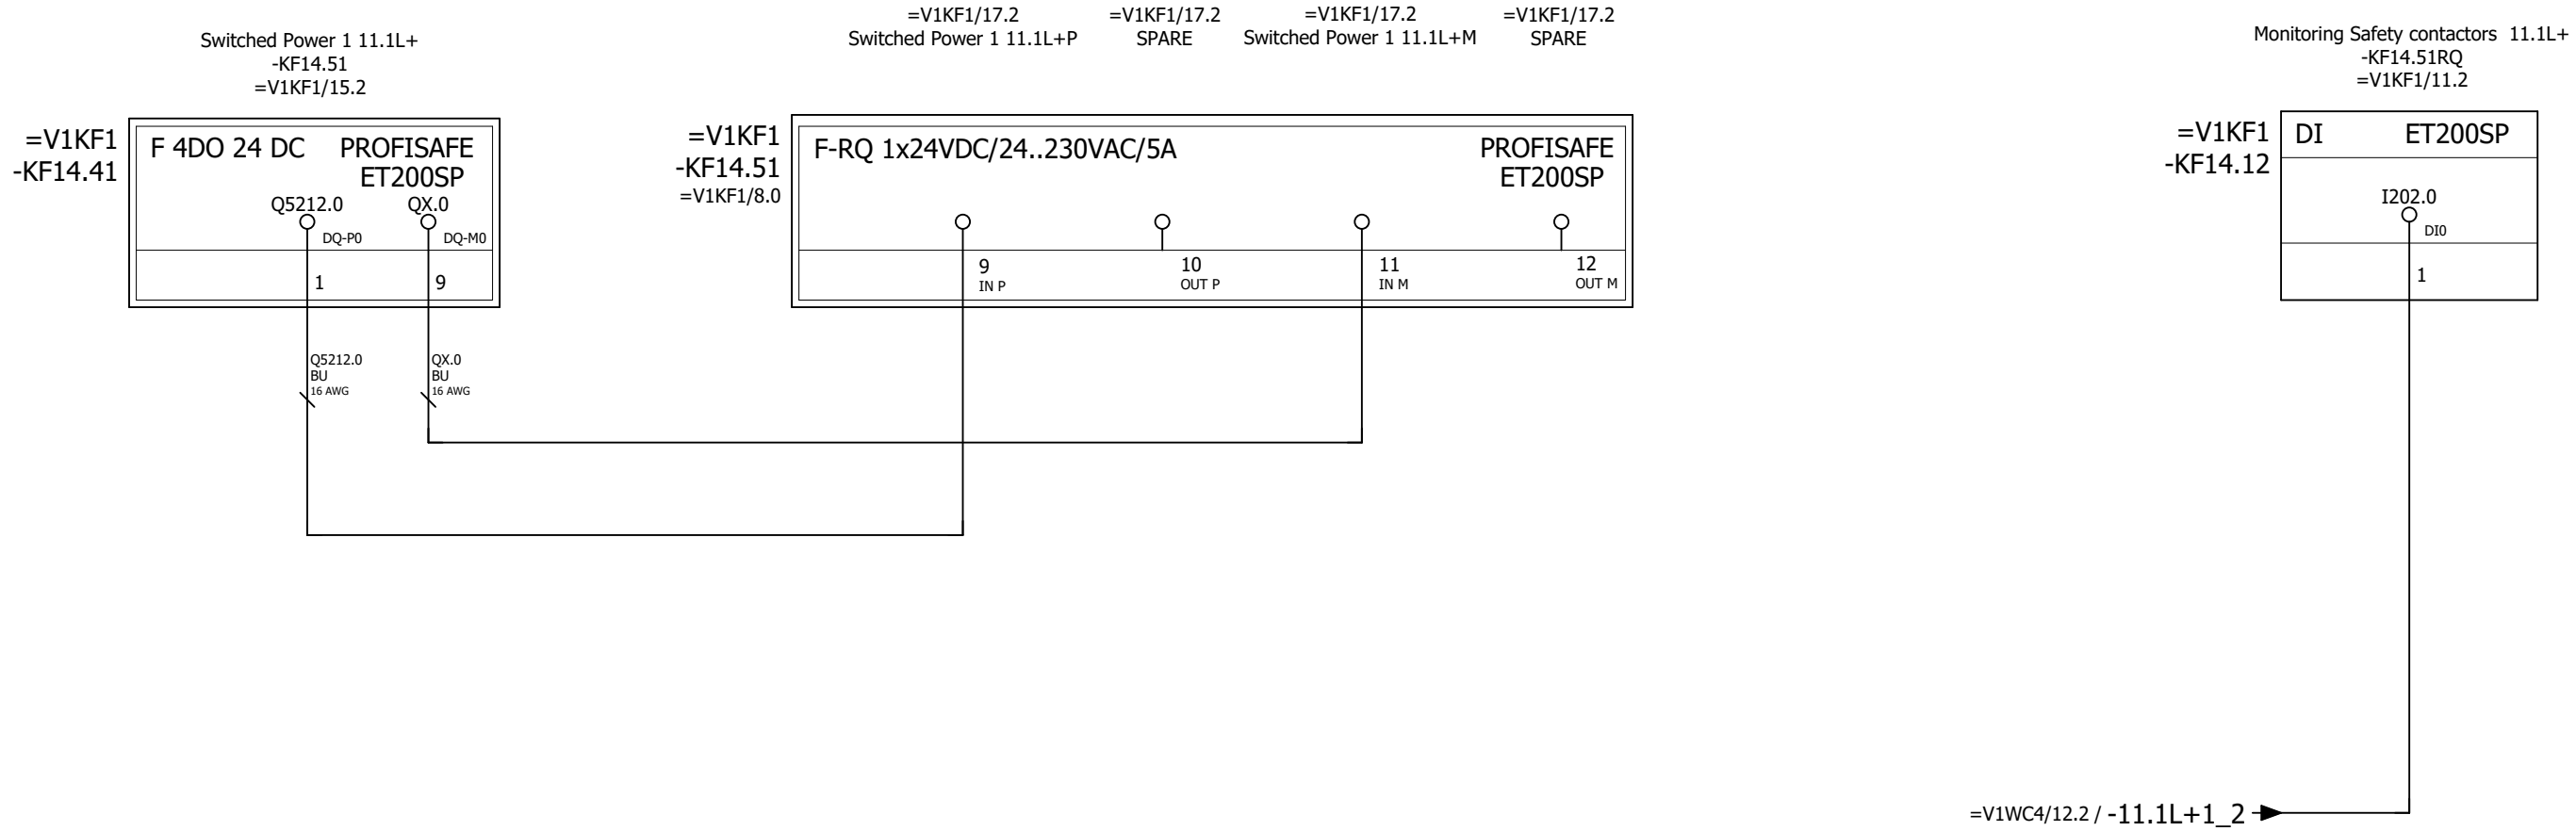 Switched Power 1 11.1L+
-KF14.51
=V1KF1/15.2
=V1KF1
-KF14.41
F 4DO 24 DC PROFISAFE
ET200SP
Q5212.0 QX.0
DQ-P0 DQ-M0
1 9
Q5212.0
BU
16 AWG
QX.0
BU
16 AWG
=V1KF1/17.2 =V1KF1/17.2 =V1KF1/17.2 =V1KF1/17.2
Switched Power 1 11.1L+P SPARE Switched Power 1 11.1L+M SPARE
=V1KF1
-KF14.51
=V1KF1/8.0
F-RQ 1x24VDC/24..230VAC/5A PROFISAFE
ET200SP
9 10 11 12
IN P OUT P IN M OUT M
Monitoring Safety contactors 11.1L+
-KF14.51RQ
=V1KF1/11.2
=V1KF1
-KF14.12
DI ET200SP
I202.0
DI0
1
=V1WC4/12.2 / -11.1L+1_2